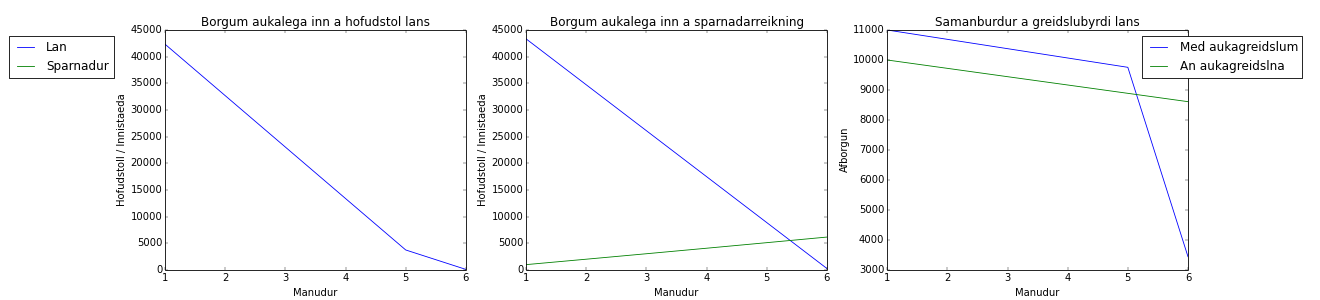 Borgum aukalega inn a hofudstol lans
Lan
Sparnadur
Hofudstoll / Innistaeda
45000
40000
35000
30000
25000
20000
15000
10000
5000
0
1 2 3 4 5 6
Manudur
Borgum aukalega inn a sparnadarreikning
Hofudstoll / Innistaeda
45000
40000
35000
30000
25000
20000
15000
10000
5000
0
1 2 3 4 5 6
Manudur
Samanburdur a greidslubyrdi lans
Med aukagreidslum
An aukagreidslna
Afborgun
11000
10000
9000
8000
7000
6000
5000
4000
3000
1 2 3 4 5 6
Manudur